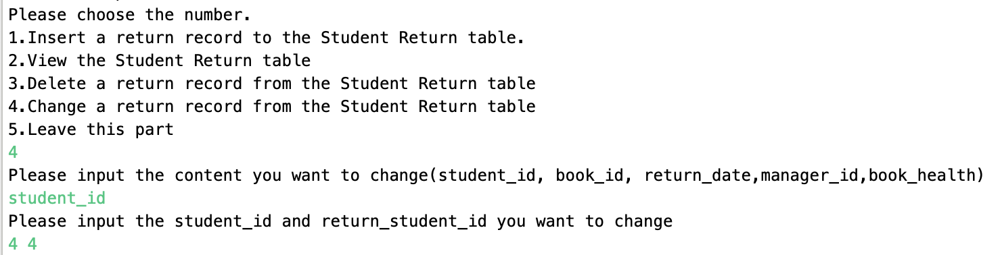 Please choose the number.
1.Insert a return record to the Student Return table.
2.View the Student Return table
3.Delete a return record from the Student Return table
4.Change a return record from the Student Return table
5.Leave this part
4
Please input the content you want to change(student_id, book_id, return_date,manager_id,book_health)
student_id
Please input the student_id and return_student_id you want to change
4 4